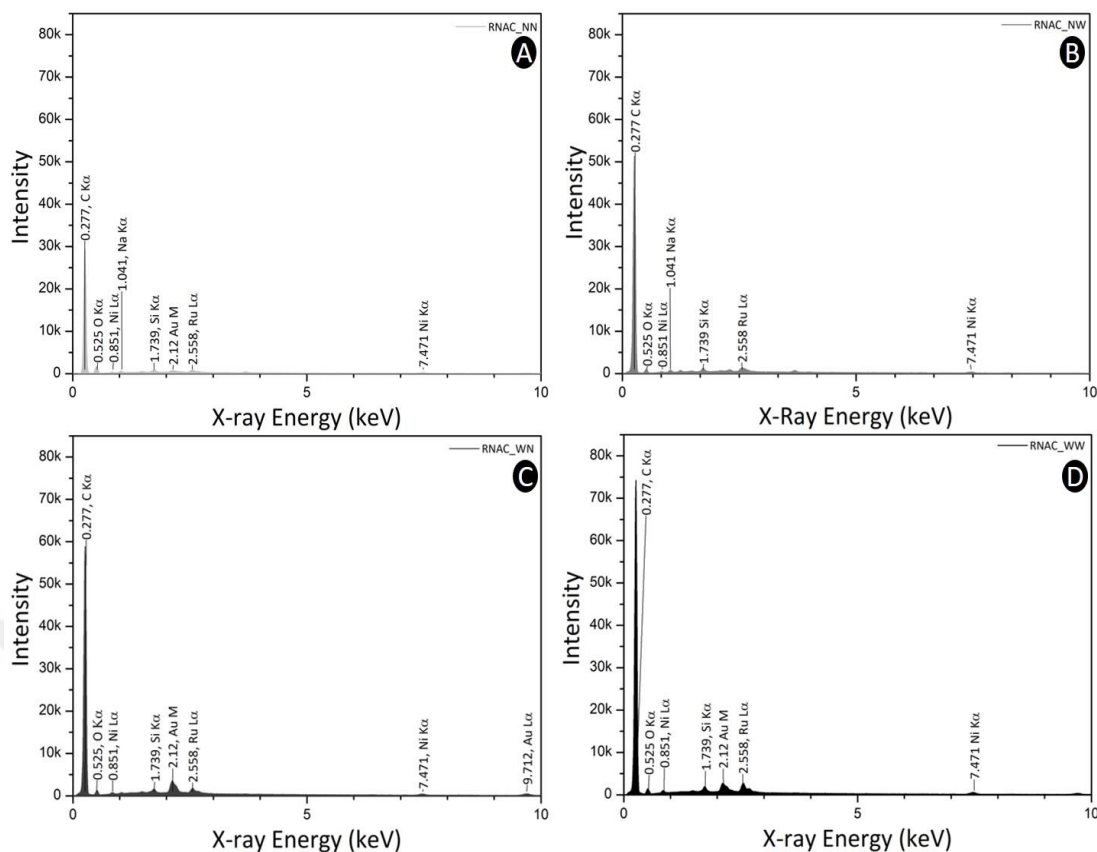 RNAC_NN
A
80k
70k
60k
50k
40k
30k
20k
10k
0
Intensity
0.277, C Kα
0.525, O Kα
0.851, Ni Lα
1.041, Na Kα
1.739, Si Kα
2.12 Au M
2.558, Ru Lα
7.471 Ni Kα
0
5
10
X-ray Energy (keV)
RNAC_NW
B
80k
70k
60k
50k
40k
30k
20k
10k
0
Intensity
0.277 C Kα
0.525 O Kα
0.851 Ni Lα
1.041 Na Kα
1.739 Si Kα
2.558 Ru Lα
7.471 Ni Kα
0
5
10
X-Ray Energy (keV)
RNAC_WN
C
80k
70k
60k
50k
40k
30k
20k
10k
0
Intensity
0.277, C Kα
0.525, O Kα
0.851, Ni Lα
1.739, Si Kα
2.12, Au M
2.558, Ru Lα
7.471, Ni Kα
9.712, Au Lα
0
5
10
X-ray Energy (keV)
RNAC_WW
D
80k
70k
60k
50k
40k
30k
20k
10k
0
Intensity
0.277, C Kα
0.525 O Kα
0.851, Ni Lα
1.739, Si Kα
2.12 Au M
2.558, Ru Lα
7.471 Ni Kα
0
5
10
X-ray Energy (keV)